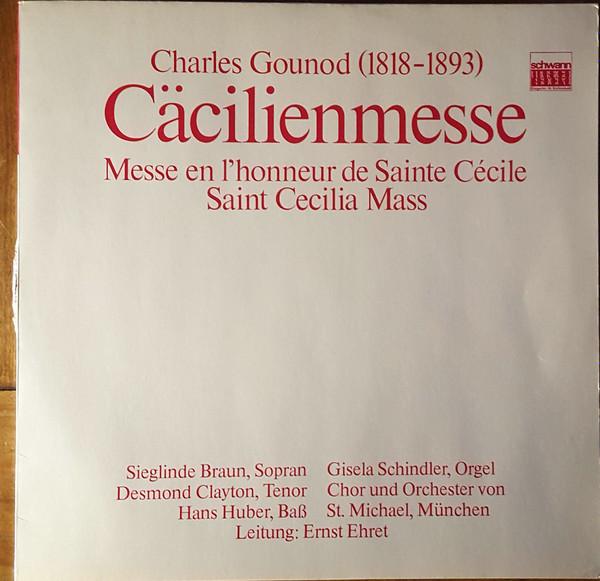 Charles Gounod (1818-1893)
schwann
Cäcilienmesse
Messe en l'honneur de Sainte Cécile
Saint Cecilia Mass
Sieglinde Braun, Sopran
Desmond Clayton, Tenor
Hans Huber, Baß
Gisela Schindler, Orgel
Chor und Orchester von
St. Michael, München
Leitung: Ernst Ehret